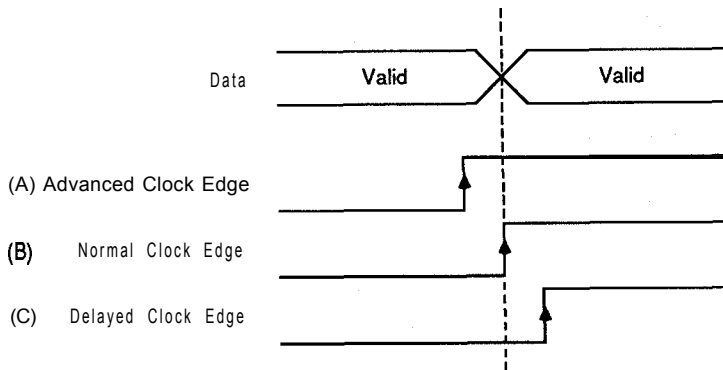 Data
Valid
Valid
(A) Advanced Clock Edge
(B) Normal Clock Edge
(C) Delayed Clock Edge